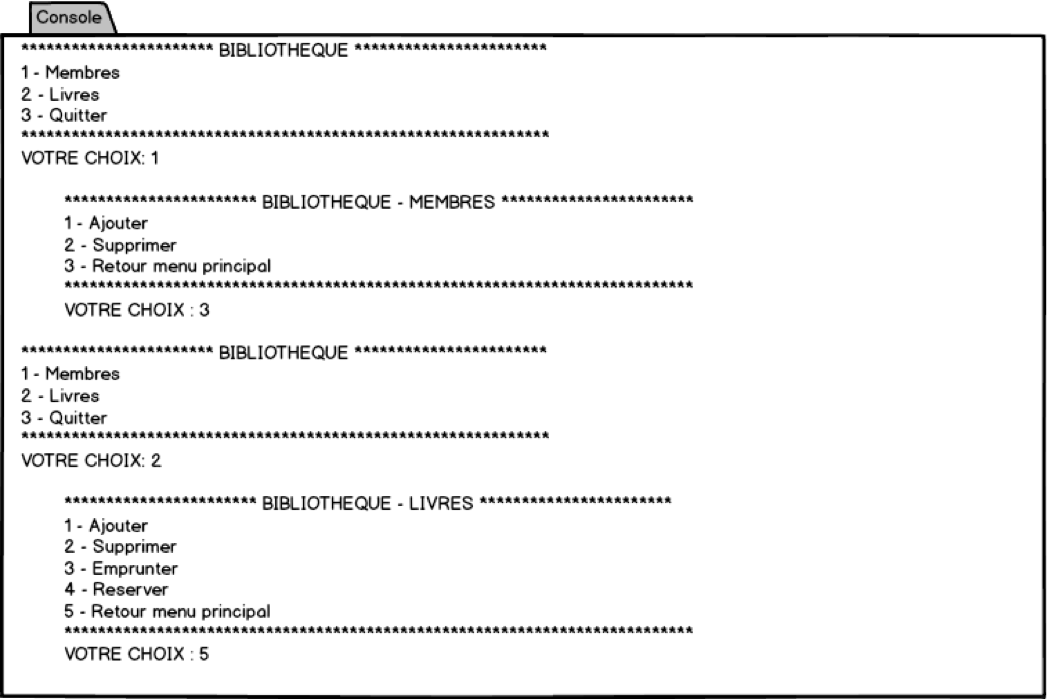 Console
*********************** BIBLIOTHEQUE ***********************
1 - Membres
2 - Livres
3 - Quitter
***************************************************************
VOTRE CHOIX: 1
*********************** BIBLIOTHEQUE - MEMBRES ***********************
1 - Ajouter
2 - Supprimer
3 - Retour menu principal
***************************************************************************
VOTRE CHOIX : 3
*********************** BIBLIOTHEQUE ***********************
1 - Membres
2 - Livres
3 - Quitter
***************************************************************
VOTRE CHOIX: 2
*********************** BIBLIOTHEQUE - LIVRES ***********************
1 - Ajouter
2 - Supprimer
3 - Emprunter
4 - Reserver
5 - Retour menu principal
***************************************************************************
VOTRE CHOIX : 5